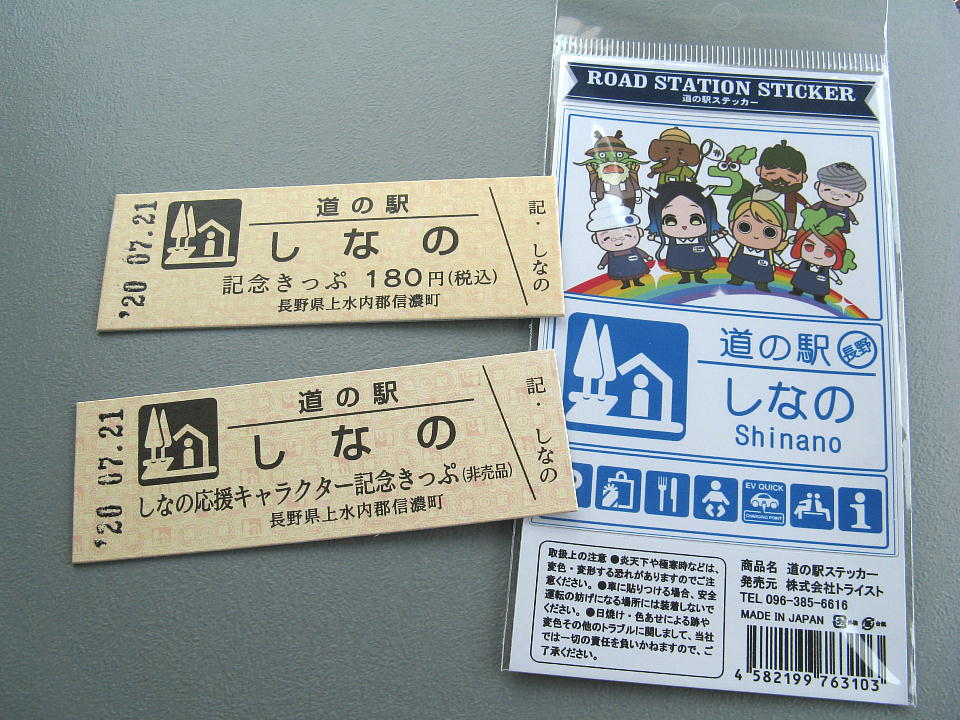 '20 07.21
道の駅
しなの
記念きっぷ 180円(税込)
長野県上水内郡信濃町
記・しなの
'20 07.21
道の駅
しなの
しなの応援キャラクター記念きっぷ(非売品)
長野県上水内郡信濃町
記・しなの
ROAD STATION STICKER
道の駅ステッカー
道の駅 長野
しなの
Shinano
EV QUICK
CHARGING POINT
取扱上の注意 ●炎天下や極寒時などは、
変色・変形する恐れがありますのでご注
意ください。●車に貼りつける場合、安全
運転の妨げになる場所には装着しないで
ください。●日焼け・色あせによる跡や
変色その他のトラブルに関しまして、当社
では一切の責任を負いかねますので、ご
了承ください。
商品名 道の駅ステッカー
発売元 株式会社トライスト
TEL 096-385-6616
MADE IN JAPAN
4 582199 763103